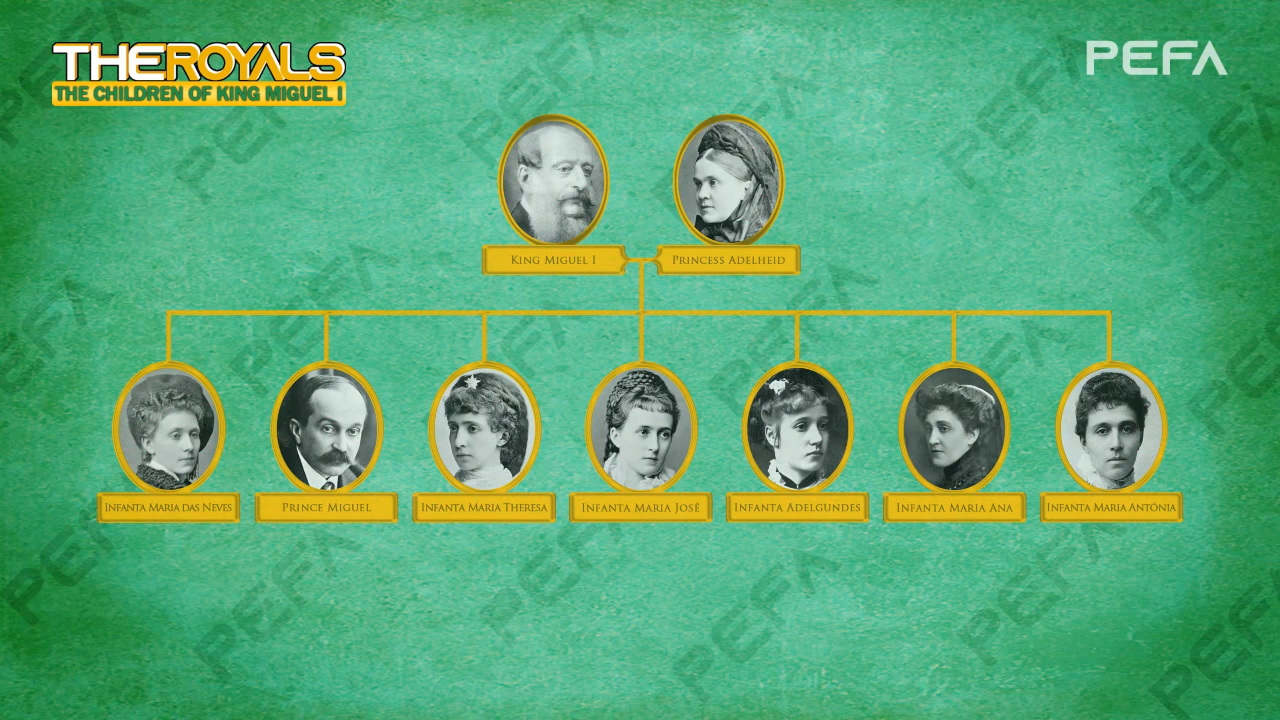 THEROYALS
THE CHILDREN OF KING MIGUEL I
PEFA
KING MIGUEL I
PRINCESS ADELHEID
INFANTA MARIA DAS NEVES
PRINCE MIGUEL
INFANTA MARIA THERESA
INFANTA MARIA JOSÉ
INFANTA ADELGUNDES
INFANTA MARIA ANA
INFANTA MARIA ANTÓNIA